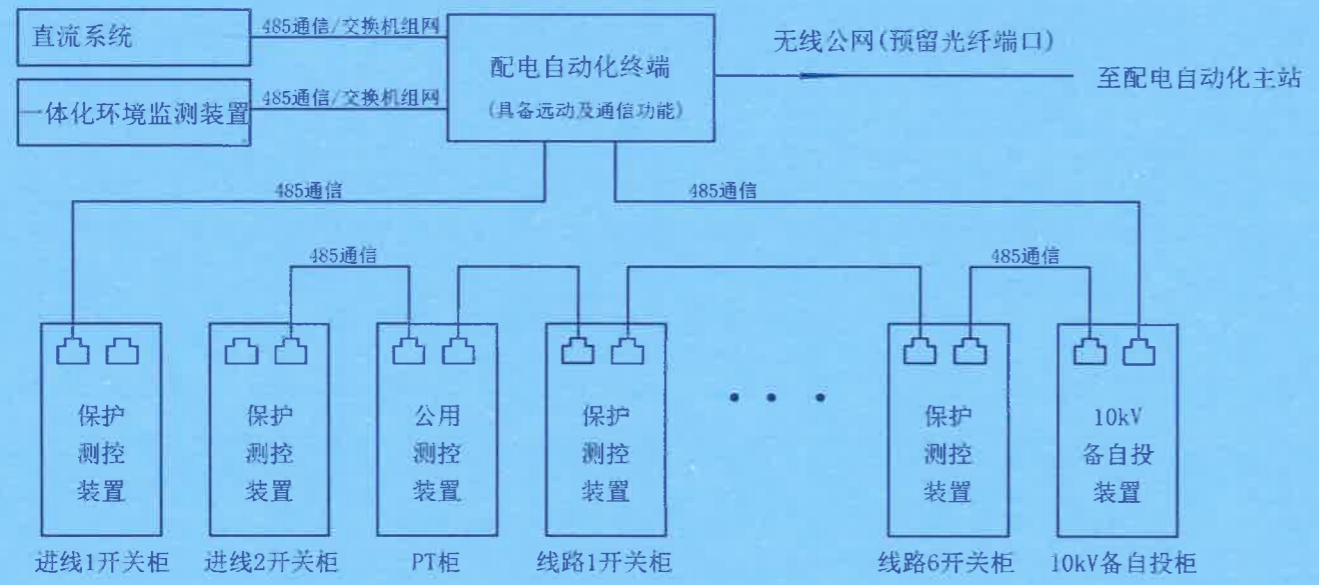 直流系统
485通信/交换机组网
配电自动化终端
(具备远动及通信功能)
无线公网(预留光纤端口)
至配电自动化主站
一体化环境监测装置
485通信/交换机组网
485通信
485通信
485通信
485通信
保护
测控
装置
保护
测控
装置
公用
测控
装置
保护
测控
装置
保护
测控
装置
10kV
备自投
装置
进线1开关柜
进线2开关柜
PT柜
线路1开关柜
线路6开关柜
10kV备自投柜